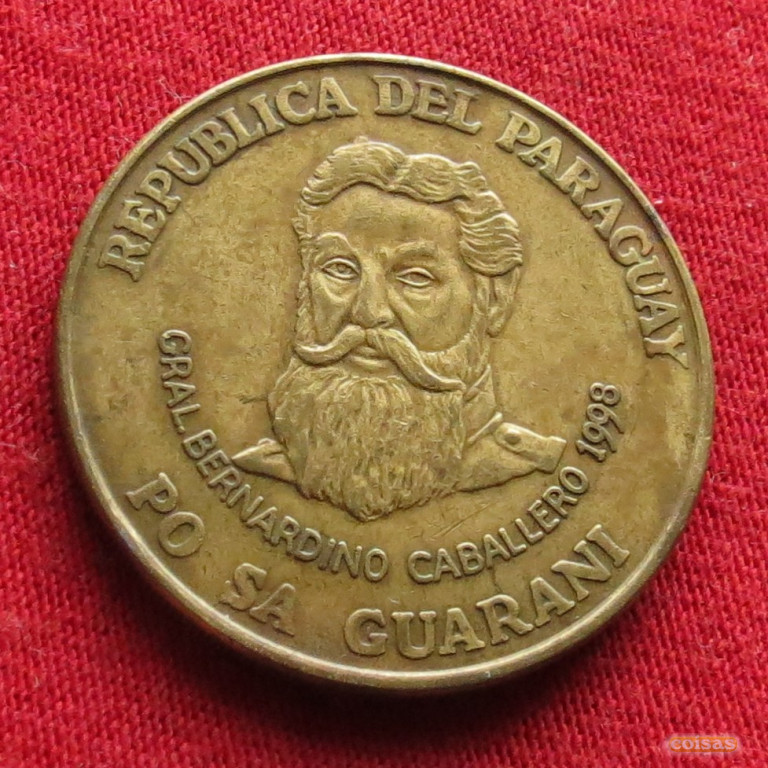 REPUBLICA DEL PARAGUAY
GRAL. BERNARDINO CABALLERO 1998
PO SA GUARANI
coisas